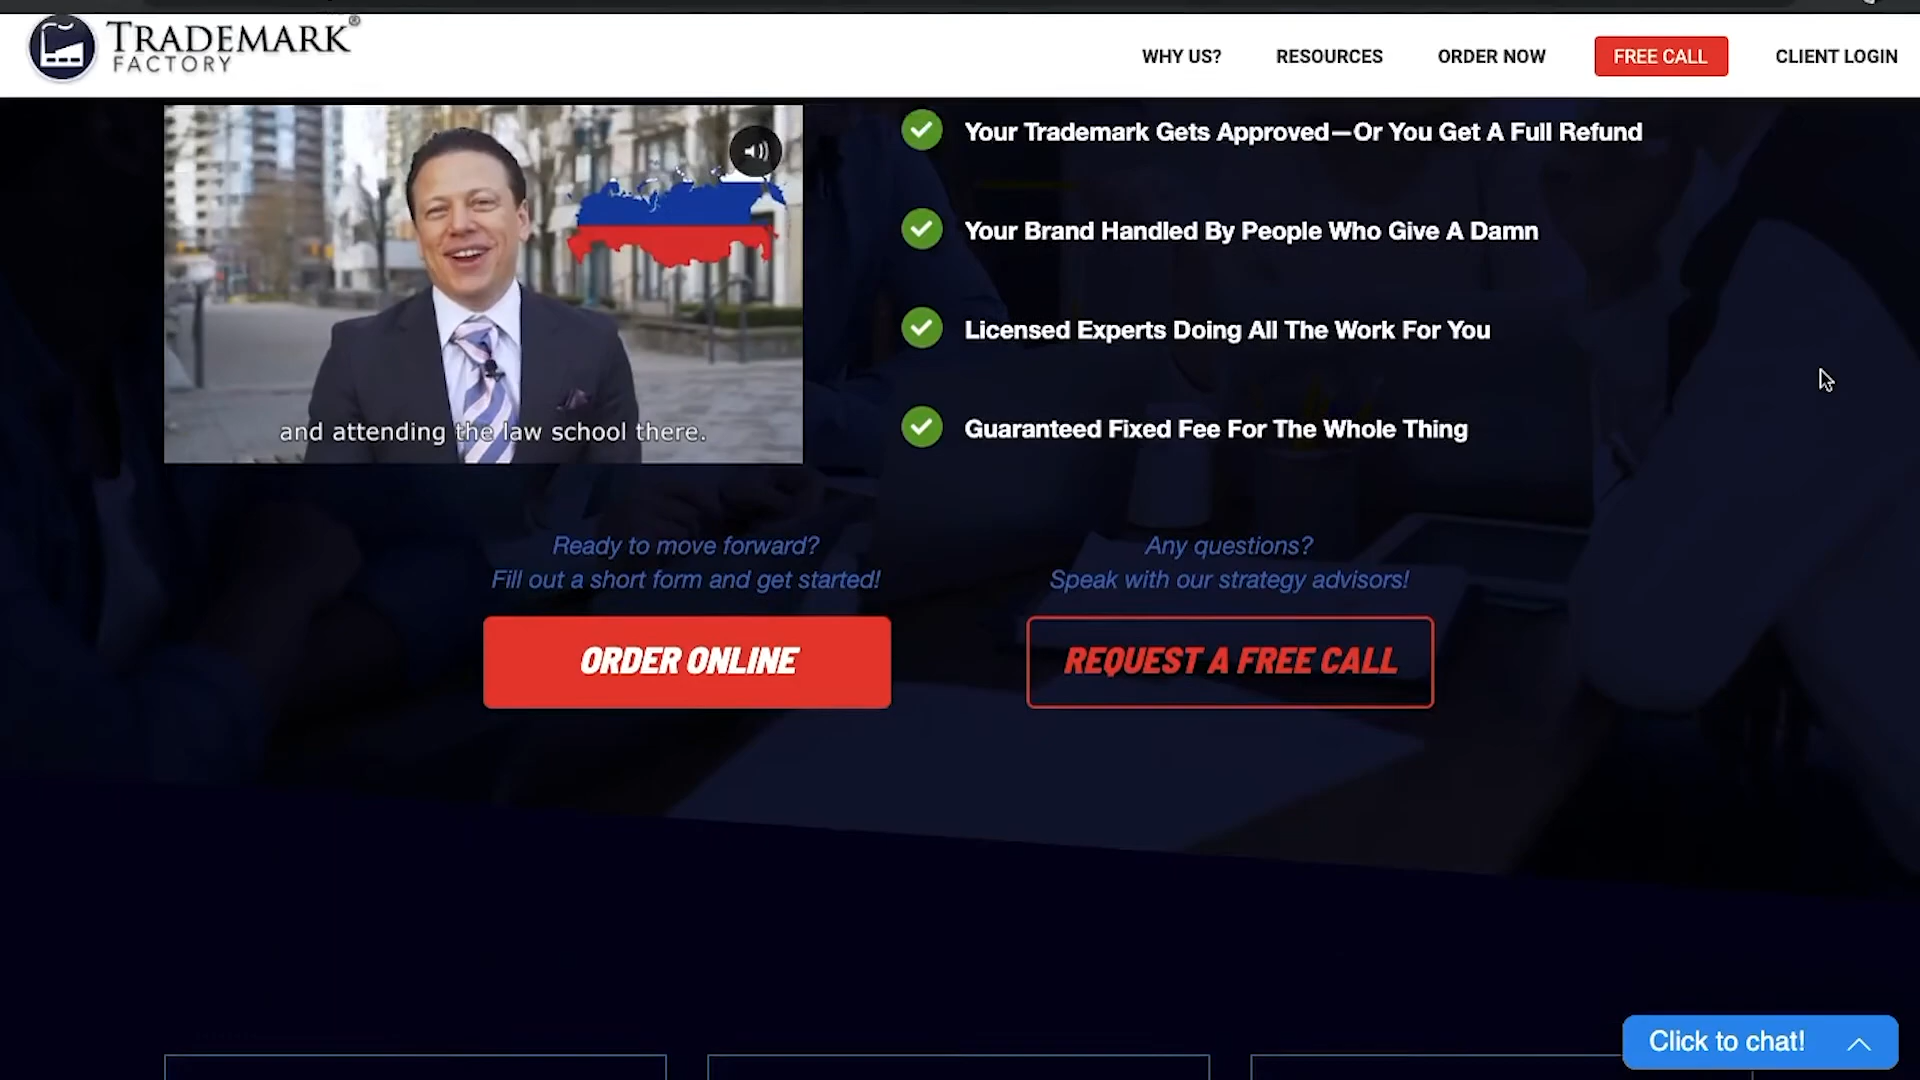 TRADEMARK®
FACTORY
WHY US?
RESOURCES
ORDER NOW
FREE CALL
CLIENT LOGIN
and attending the law school there.
Your Trademark Gets Approved—Or You Get A Full Refund
Your Brand Handled By People Who Give A Damn
Licensed Experts Doing All The Work For You
Guaranteed Fixed Fee For The Whole Thing
Ready to move forward?
Fill out a short form and get started!
ORDER ONLINE
Any questions?
Speak with our strategy advisors!
REQUEST A FREE CALL
Click to chat!